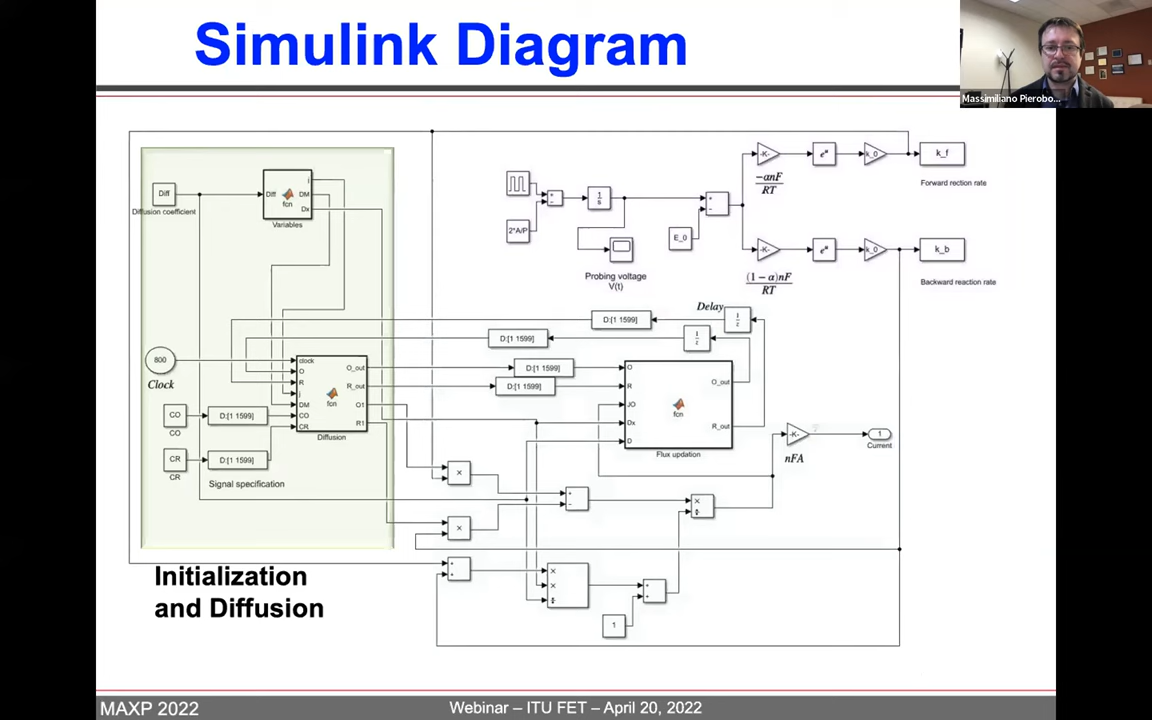 Simulink Diagram
Massimiliano Pierobo...
Diff
Diffusion coefficient
Diff
fcn
j
DM
Dx
Variables
2*A/P
+
−
1
s
Probing voltage
V(t)
E_0
+
−
-K-
−αnF
RT
e^u
k_0
k_f
Forward rection rate
-K-
(1 − α)nF
RT
e^u
k_0
k_b
Backward reaction rate
Delay
D:[1 1599]
1
z
D:[1 1599]
1
z
800
Clock
clock
O
R
j
DM
CO
CR
fcn
O_out
R_out
O1
R1
Diffusion
CO
CO
D:[1 1599]
CR
CR
D:[1 1599]
Signal specification
D:[1 1599]
D:[1 1599]
O
R
JO
Dx
D
fcn
O_out
R_out
Flux updation
-K-
nFA
1
Current
×
+
−
×
÷
×
+
+
×
×
÷
+
+
1
Initialization
and Diffusion
MAXP 2022
Webinar – ITU FET – April 20, 2022